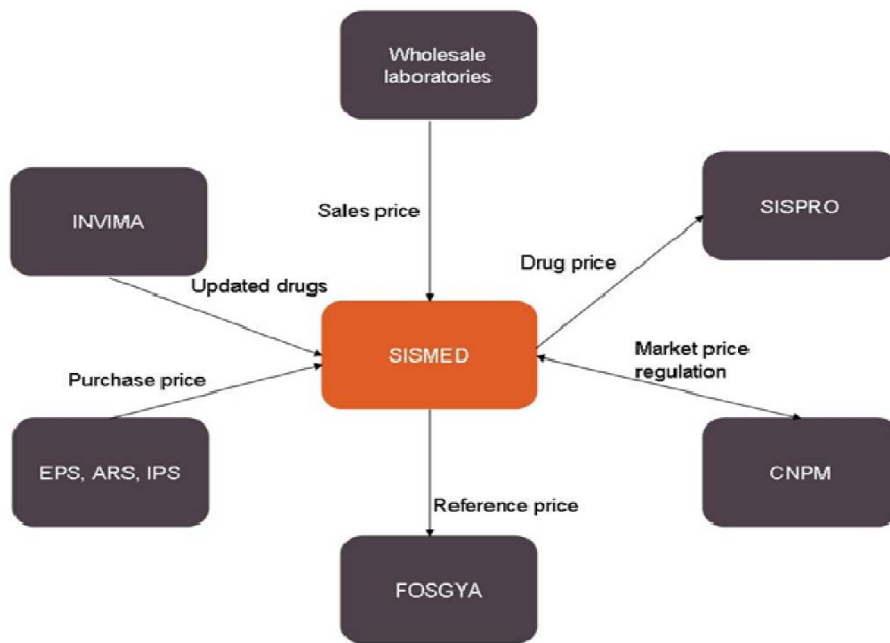 Wholesale
laboratories
INVIMA
SISPRO
Sales price
Drug price
Updated drugs
SISMED
Market price
regulation
Purchase price
EPS, ARS, IPS
CNPM
Reference price
FOSGYA